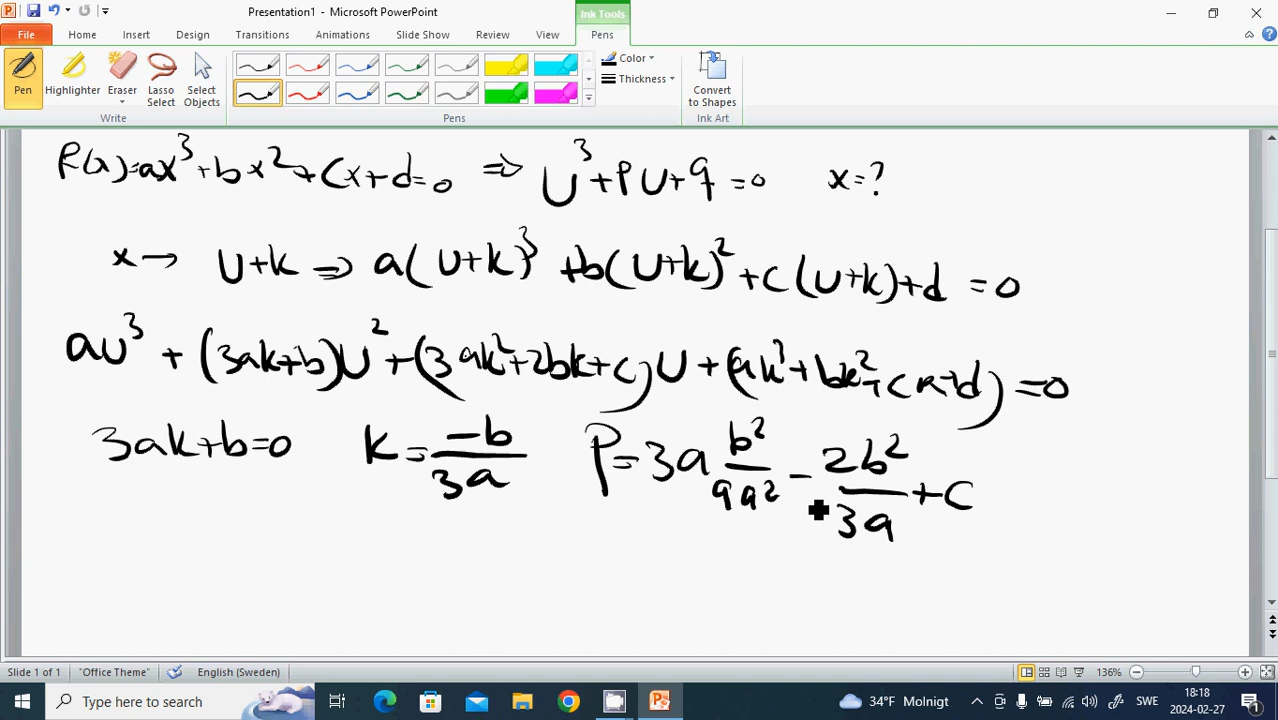 Presentation1 - Microsoft PowerPoint
Ink Tools
File Home Insert Design Transitions Animations Slide Show Review View Pens
Pen Highlighter Eraser Lasso Select Select Objects
Color
Thickness
Convert to Shapes
Write Pens Ink Art
P(x)=ax³+bx²+cx+d=0 ⇒ U³+PU+q=0 x=?
x→ U+k ⇒ a(U+k)³ +b(U+k)²+c(U+k)+d=0
aU³+(3ak+b)U²+(3ak²+2bk+c)U+(ak³+bk²+ck+d)=0
3ak+b=0 k=-b/3a P=3a b²/9a² - 2b²/3a + c
Slide 1 of 1 "Office Theme" English (Sweden) 136%
Type here to search 34°F Molnigt SWE 18:18
2024-02-27
1